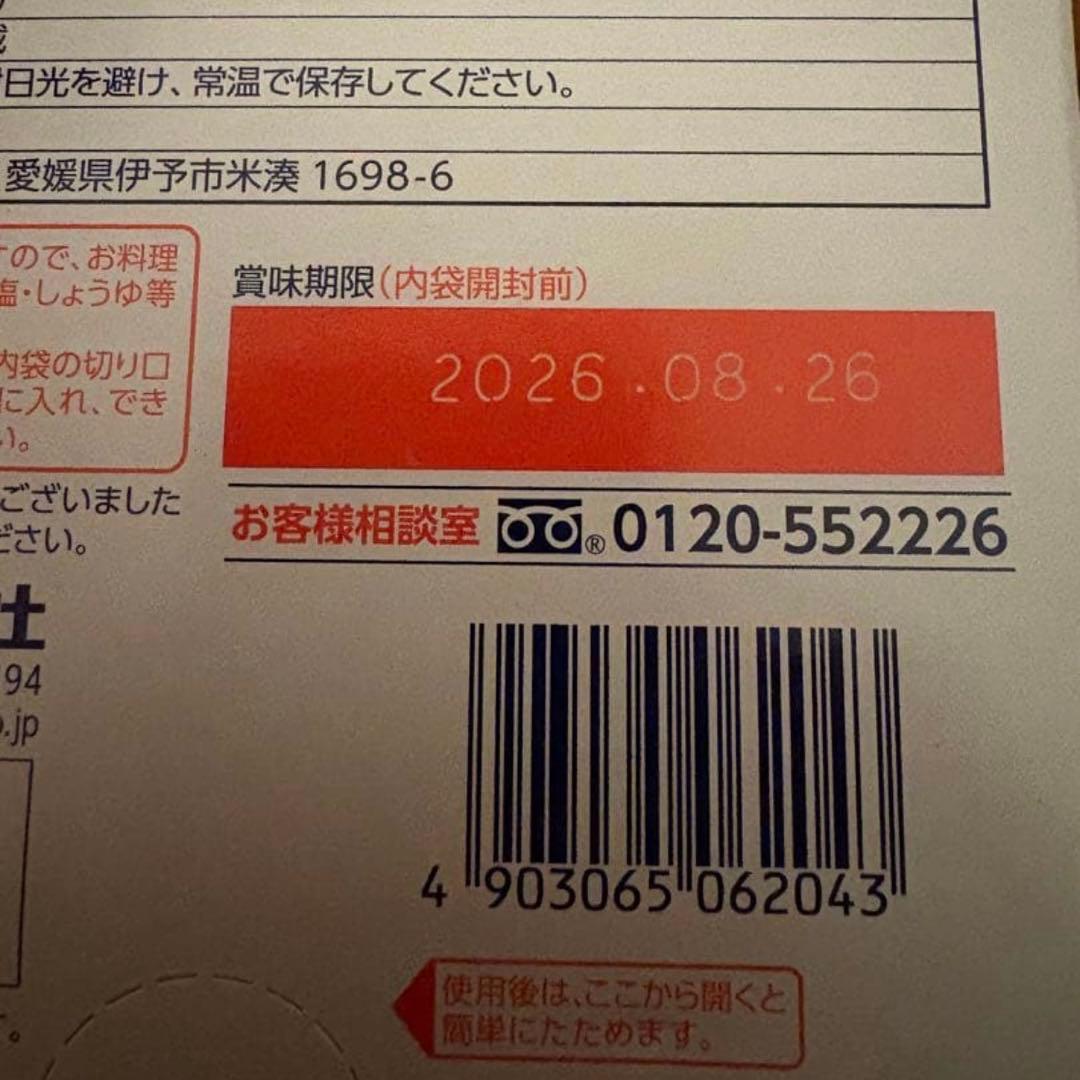 日光を避け、常温で保存してください。
愛媛県伊予市米湊 1698-6
すので、お料理
塩・しょうゆ等
内袋の切り口
に入れ、でき
い。
賞味期限(内袋開封前)
2026.08.26
ございました
ださい。
お客様相談室 ®0120-552226
社
94
.jp
4 903065 062043
使用後は、ここから開くと
簡単にたためます。
す。